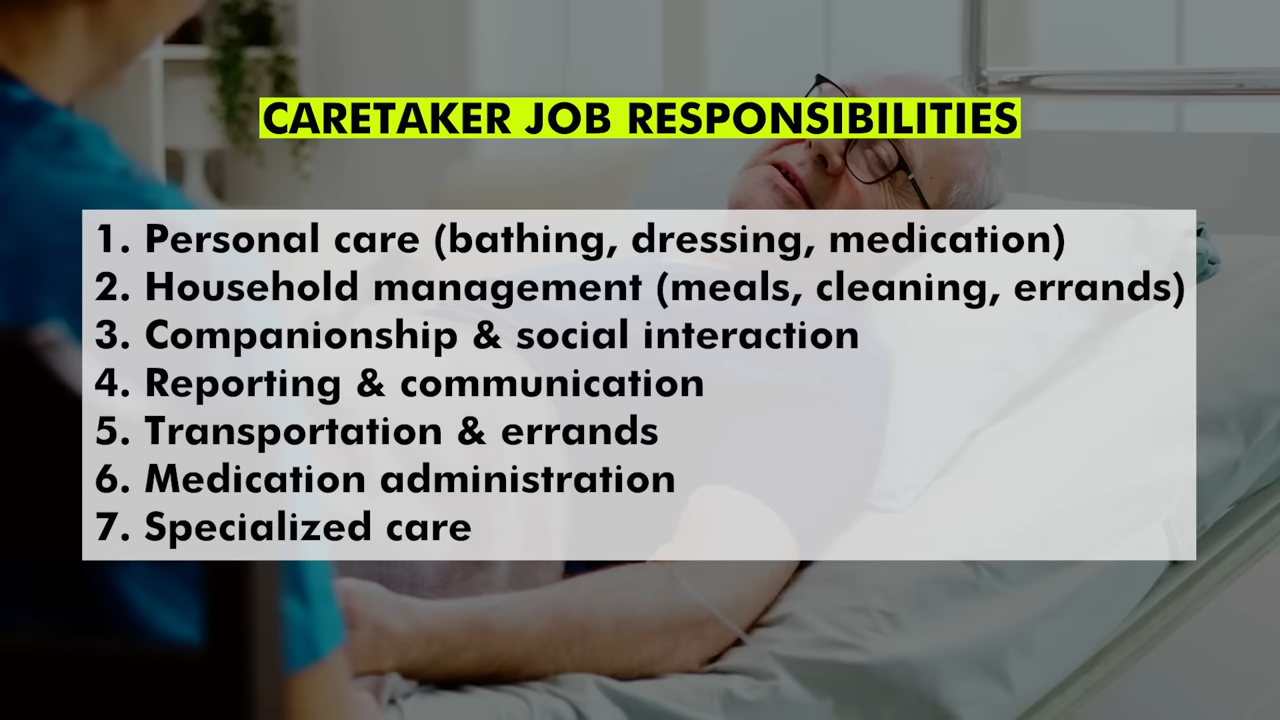 CARETAKER JOB RESPONSIBILITIES
1. Personal care (bathing, dressing, medication)
2. Household management (meals, cleaning, errands)
3. Companionship & social interaction
4. Reporting & communication
5. Transportation & errands
6. Medication administration
7. Specialized care